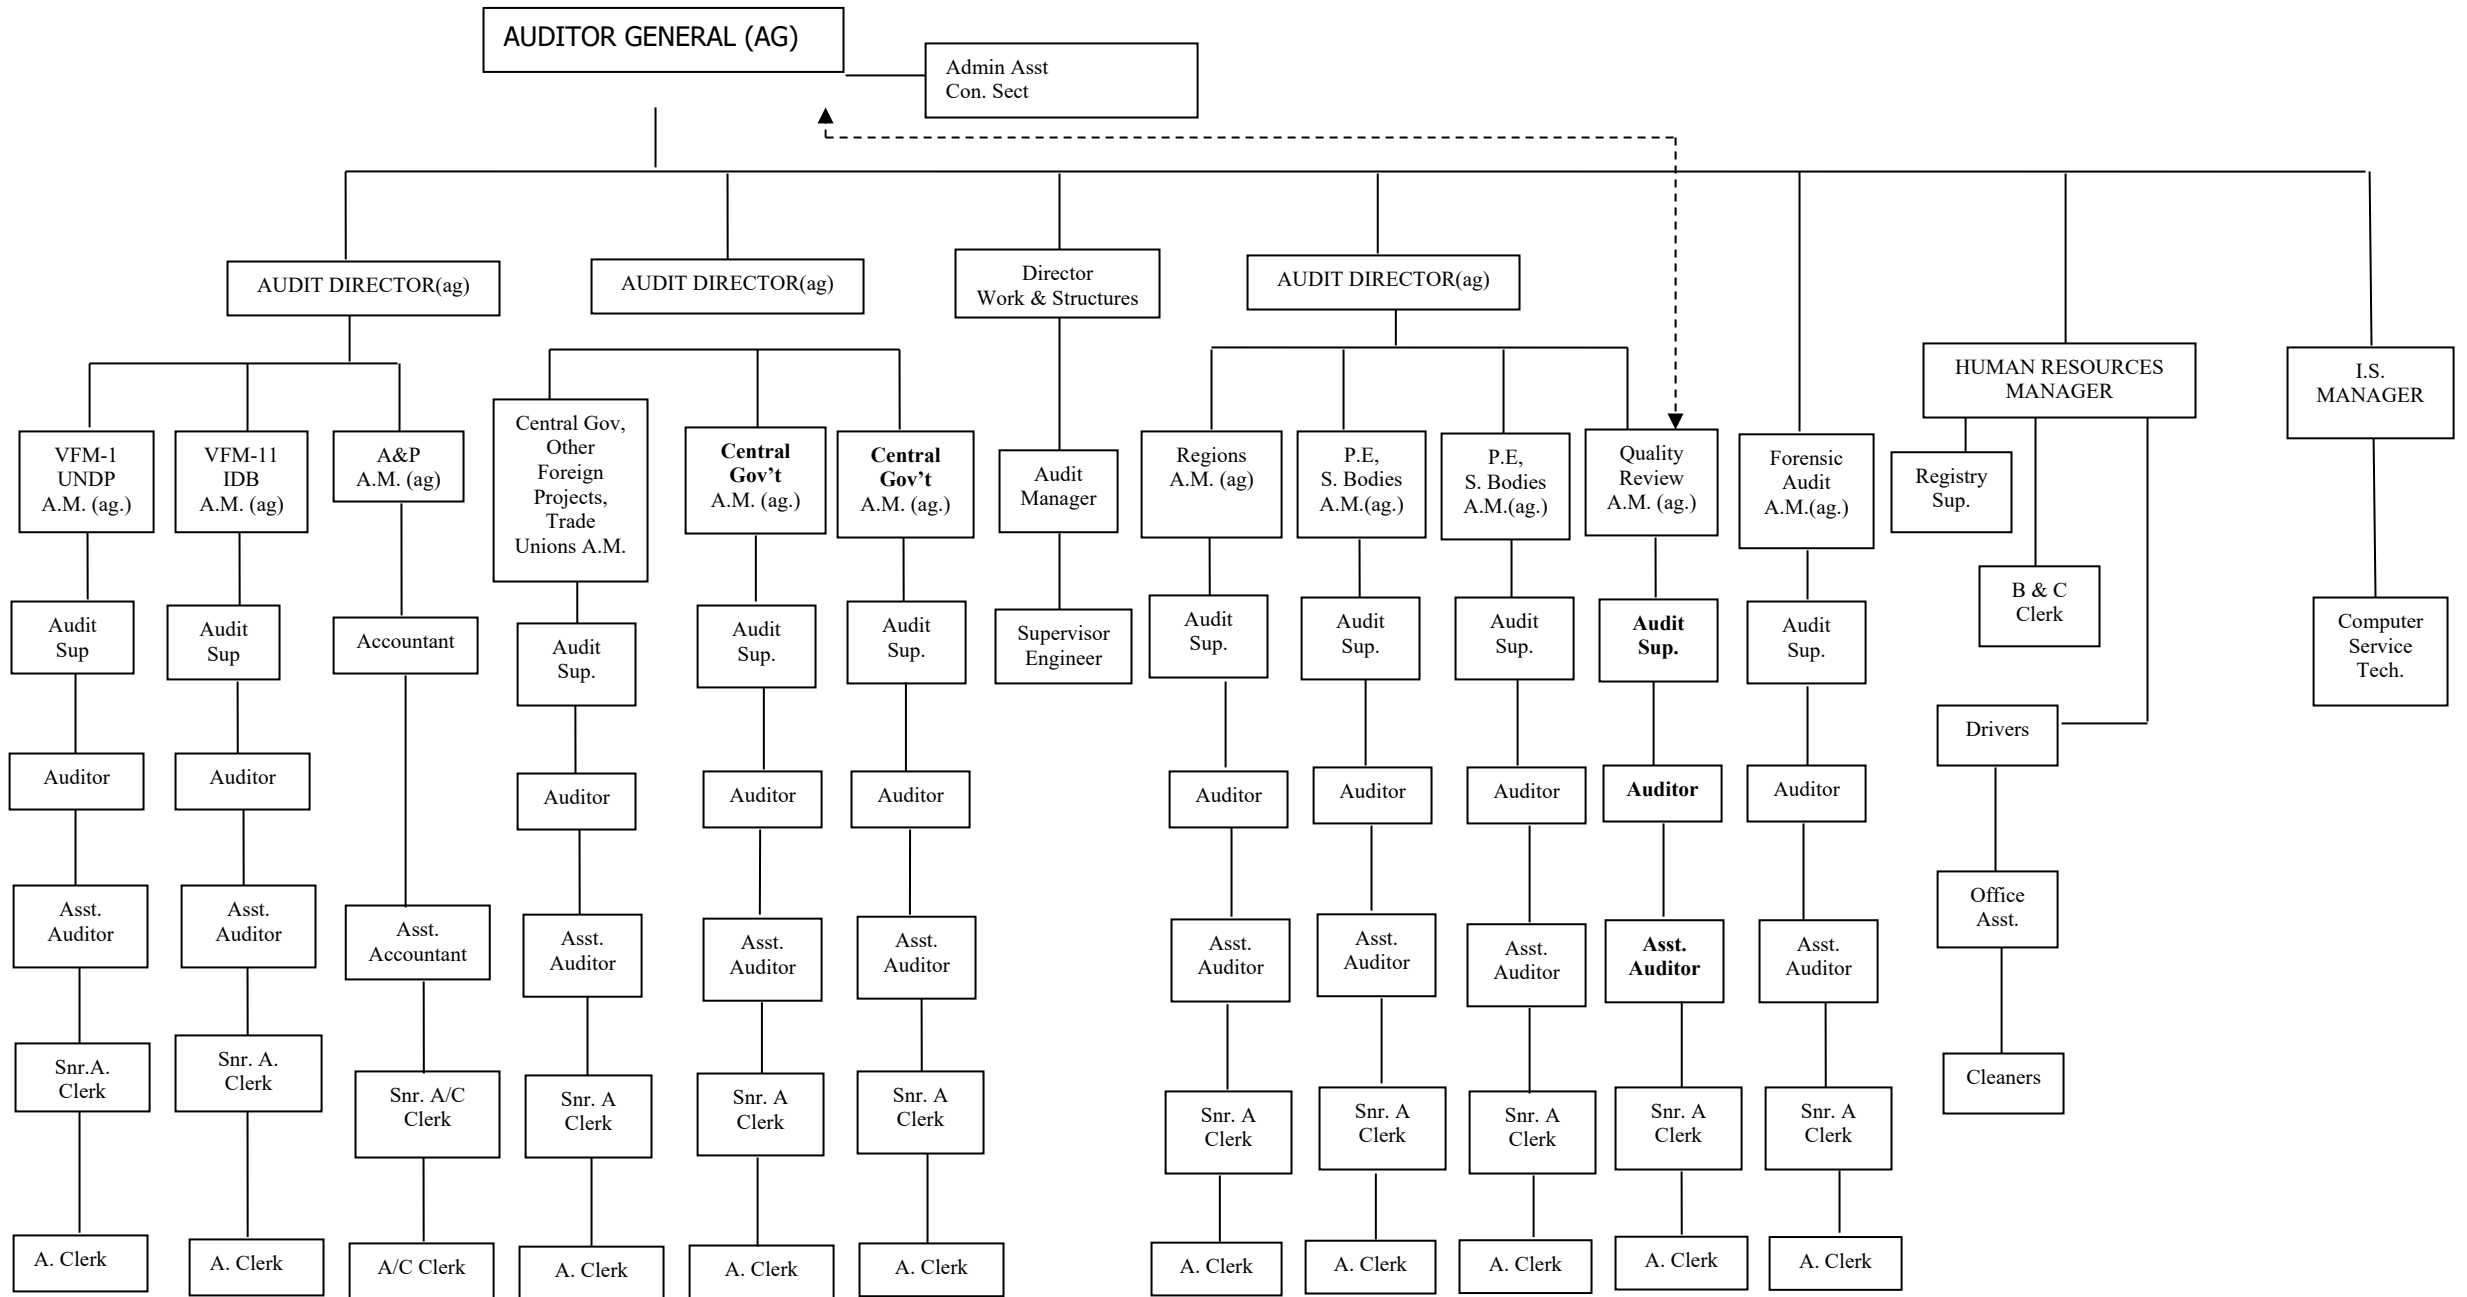 AUDITOR GENERAL (AG)
Admin Asst
Con. Sect
AUDIT DIRECTOR(ag)
AUDIT DIRECTOR(ag)
Director
Work & Structures
AUDIT DIRECTOR(ag)
HUMAN RESOURCES
MANAGER
I.S.
MANAGER
VFM-1
UNDP
A.M. (ag.)
VFM-11
IDB
A.M. (ag)
A&P
A.M. (ag)
Central Gov,
Other
Foreign
Projects,
Trade
Unions A.M.
Central
Gov’t
A.M. (ag.)
Central
Gov’t
A.M. (ag.)
Audit
Manager
Regions
A.M. (ag)
P.E,
S. Bodies
A.M.(ag.)
P.E,
S. Bodies
A.M.(ag.)
Quality
Review
A.M. (ag.)
Forensic
Audit
A.M.(ag.)
Registry
Sup.
B & C
Clerk
Computer
Service
Tech.
Audit
Sup
Audit
Sup
Accountant
Audit
Sup.
Audit
Sup.
Audit
Sup.
Supervisor
Engineer
Audit
Sup.
Audit
Sup.
Audit
Sup.
Audit
Sup.
Audit
Sup.
Drivers
Auditor
Auditor
Auditor
Auditor
Auditor
Auditor
Auditor
Auditor
Auditor
Auditor
Office
Asst.
Asst.
Auditor
Asst.
Auditor
Asst.
Accountant
Asst.
Auditor
Asst.
Auditor
Asst.
Auditor
Asst.
Auditor
Asst.
Auditor
Asst.
Auditor
Asst.
Auditor
Asst.
Auditor
Cleaners
Snr.A.
Clerk
Snr. A.
Clerk
Snr. A/C
Clerk
Snr. A
Clerk
Snr. A
Clerk
Snr. A
Clerk
Snr. A
Clerk
Snr. A
Clerk
Snr. A
Clerk
Snr. A
Clerk
Snr. A
Clerk
A. Clerk
A. Clerk
A/C Clerk
A. Clerk
A. Clerk
A. Clerk
A. Clerk
A. Clerk
A. Clerk
A. Clerk
A. Clerk